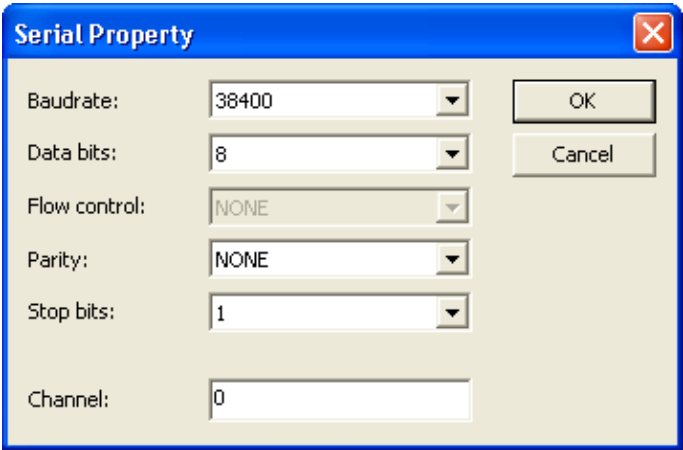 Serial Property
Baudrate: 38400 OK
Data bits: 8 Cancel
Flow control: NONE
Parity: NONE
Stop bits: 1
Channel: 0